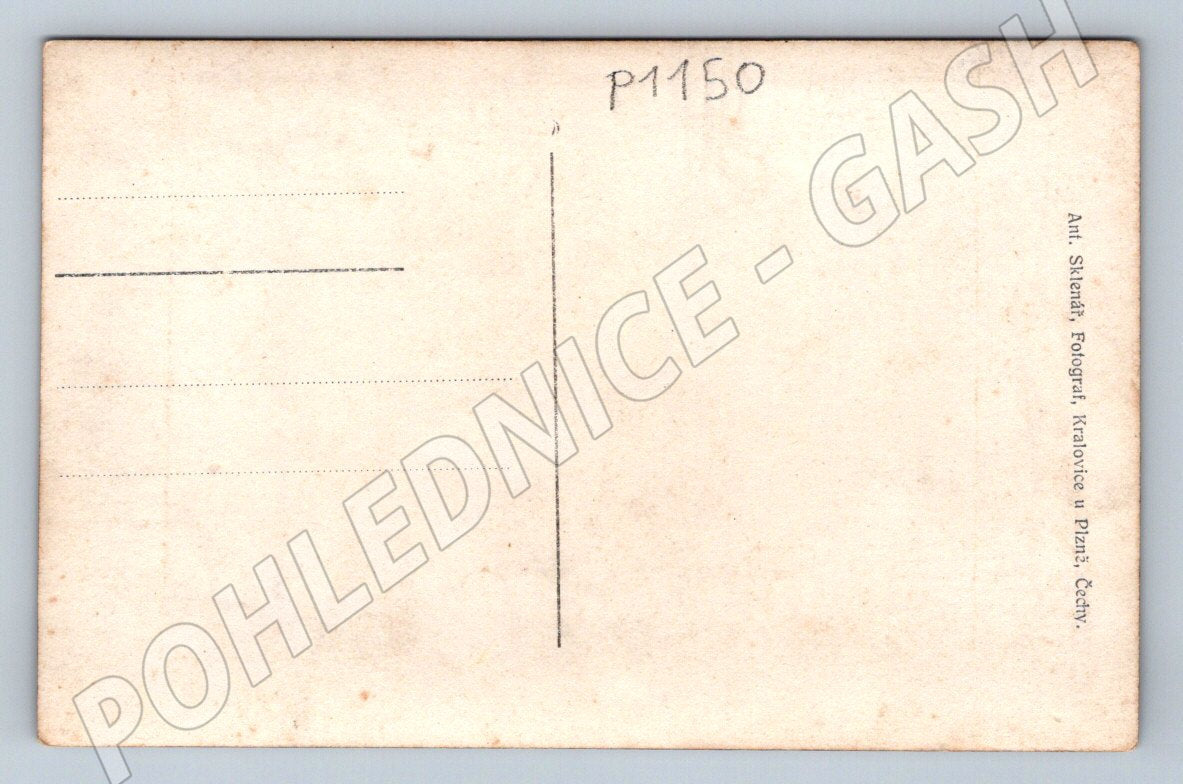 P1150
Ant. Sklenář, Fotograf, Kralovice u Plzně, Čechy.
POHLEDNICE - GASH